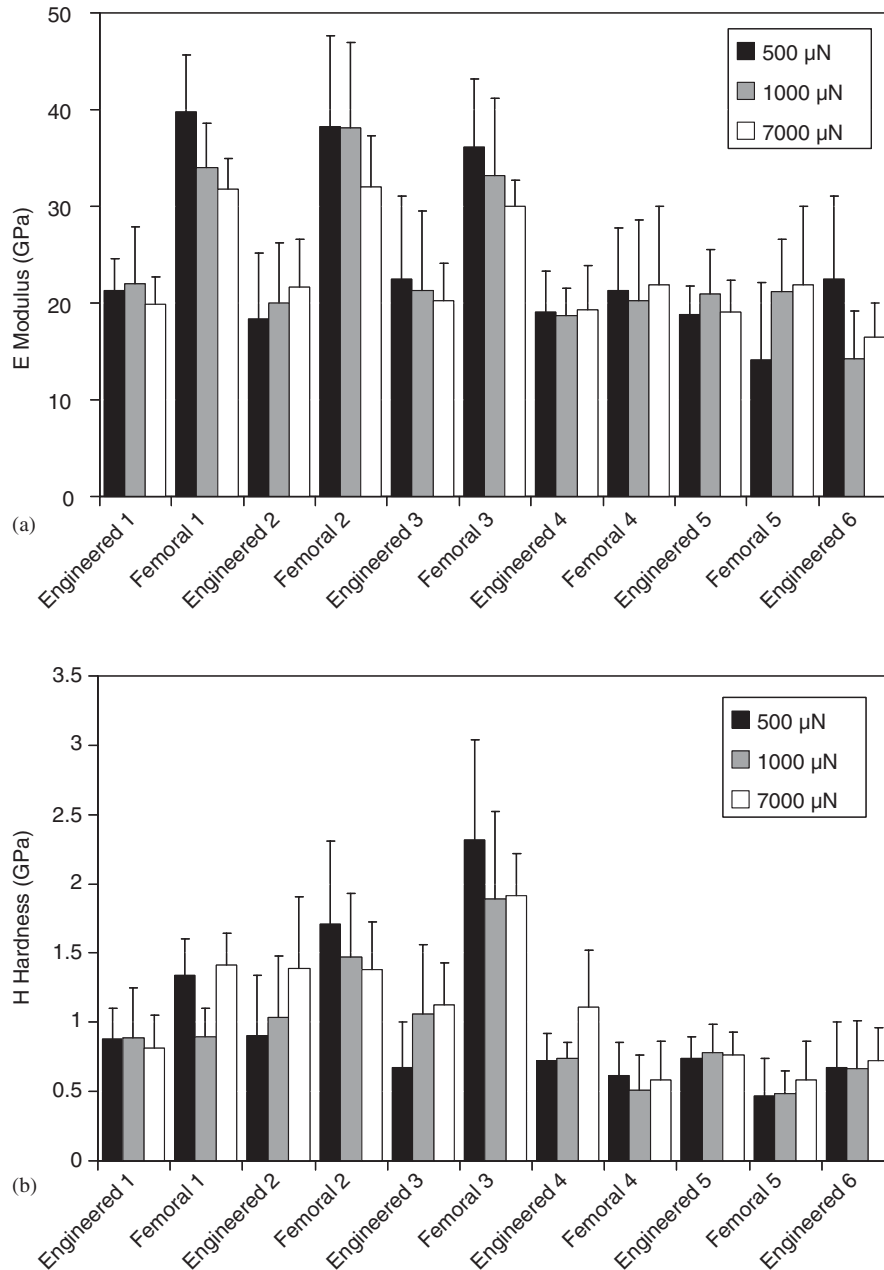 50
40
30
20
10
0
E Modulus (GPa)
500 µN
1000 µN
7000 µN
(a)
Engineered 1
Femoral 1
Engineered 2
Femoral 2
Engineered 3
Femoral 3
Engineered 4
Femoral 4
Engineered 5
Femoral 5
Engineered 6
3.5
3
2.5
2
1.5
1
0.5
0
H Hardness (GPa)
500 µN
1000 µN
7000 µN
(b)
Engineered 1
Femoral 1
Engineered 2
Femoral 2
Engineered 3
Femoral 3
Engineered 4
Femoral 4
Engineered 5
Femoral 5
Engineered 6